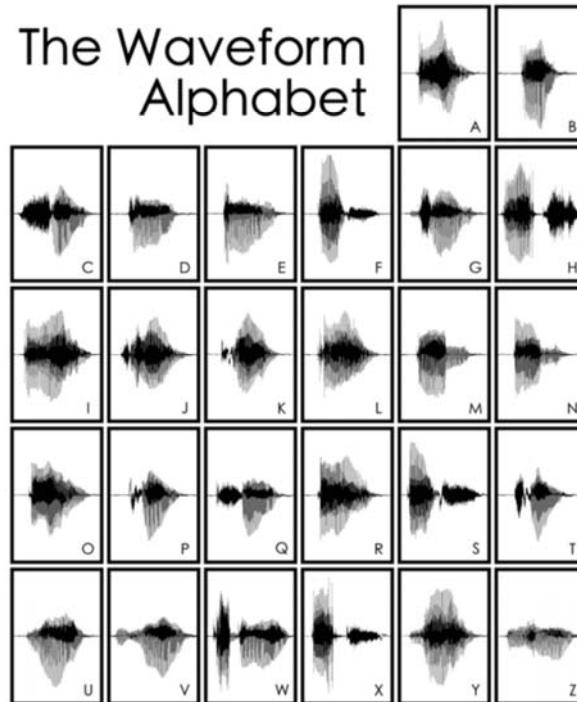 The Waveform
Alphabet
A B
C D E F G H
I J K L M N
O P Q R S T
U V W X Y Z